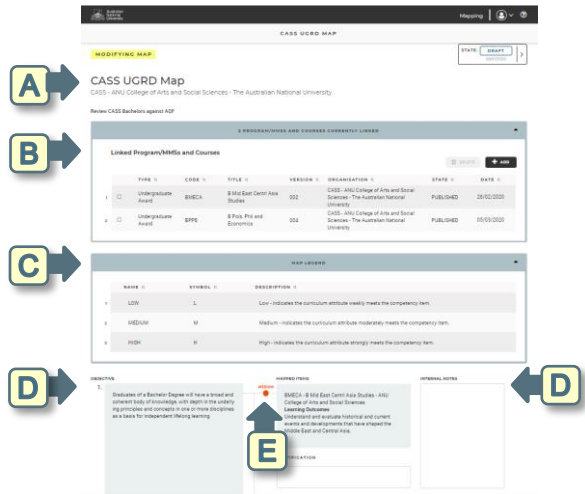 Australian
National
University
Mapping
CASS UGRD MAP
MODIFYING MAP
STATE: DRAFT
A
CASS UGRD Map
CASS - ANU College of Arts and Social Sciences - The Australian National University
Review CASS Bachelors against AQF
B
2 PROGRAM/MMSS AND COURSES CURRENTLY LINKED
Linked Program/MMSs and Courses
DELETE + ADD
TYPE CODE TITLE VERSION ORGANISATION STATE DATE
1 Undergraduate Award BMECA B Mid East Centrl Asia Studies 002 CASS - ANU College of Arts and Social Sciences - The Australian National University PUBLISHED 28/02/2020
2 Undergraduate Award BPPE B Pols, Phil and Economics CASS - ANU College of Arts and Social Sciences - The Australian National University PUBLISHED 05/03/2020
C
MAP LEGEND
NAME SYMBOL DESCRIPTION
1 LOW L Low - indicates the curriculum attribute weakly meets the competency item.
2 MEDIUM M Medium - indicates the curriculum attribute moderately meets the competency item.
3 HIGH H High - indicates the curriculum attribute strongly meets the competency item.
D
OBJECTIVE
MEDIUM
MAPPED ITEMS
INTERNAL NOTES
D
1.
Graduates of a Bachelor Degree will have a broad and
coherent body of knowledge, with depth in the underly
ing principles and concepts in one or more disciplines
as a basis for independent lifelong learning
BMECA - B Mid East Centrl Asia Studies - ANU
College of Arts and Social Sciences
Learning Outcomes
Understand and evaluate historical and current
events and developments that have shaped the
Middle East and Central Asia.
E